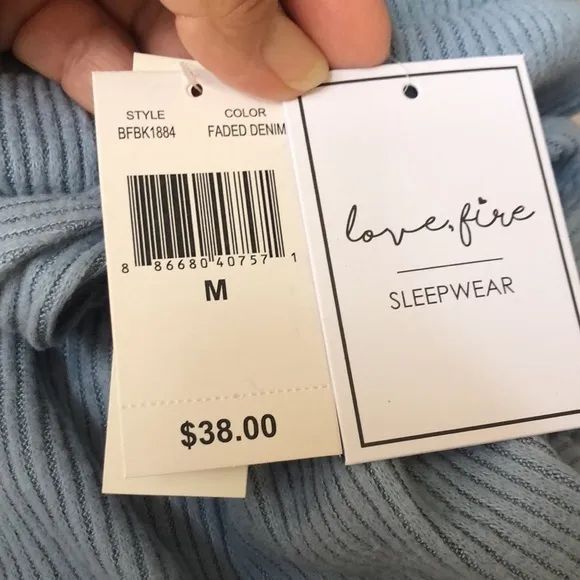 STYLE COLOR
BFBK1884 FADED DENIM
8 86680 40757 1
M
$38.00
love, fire
SLEEPWEAR